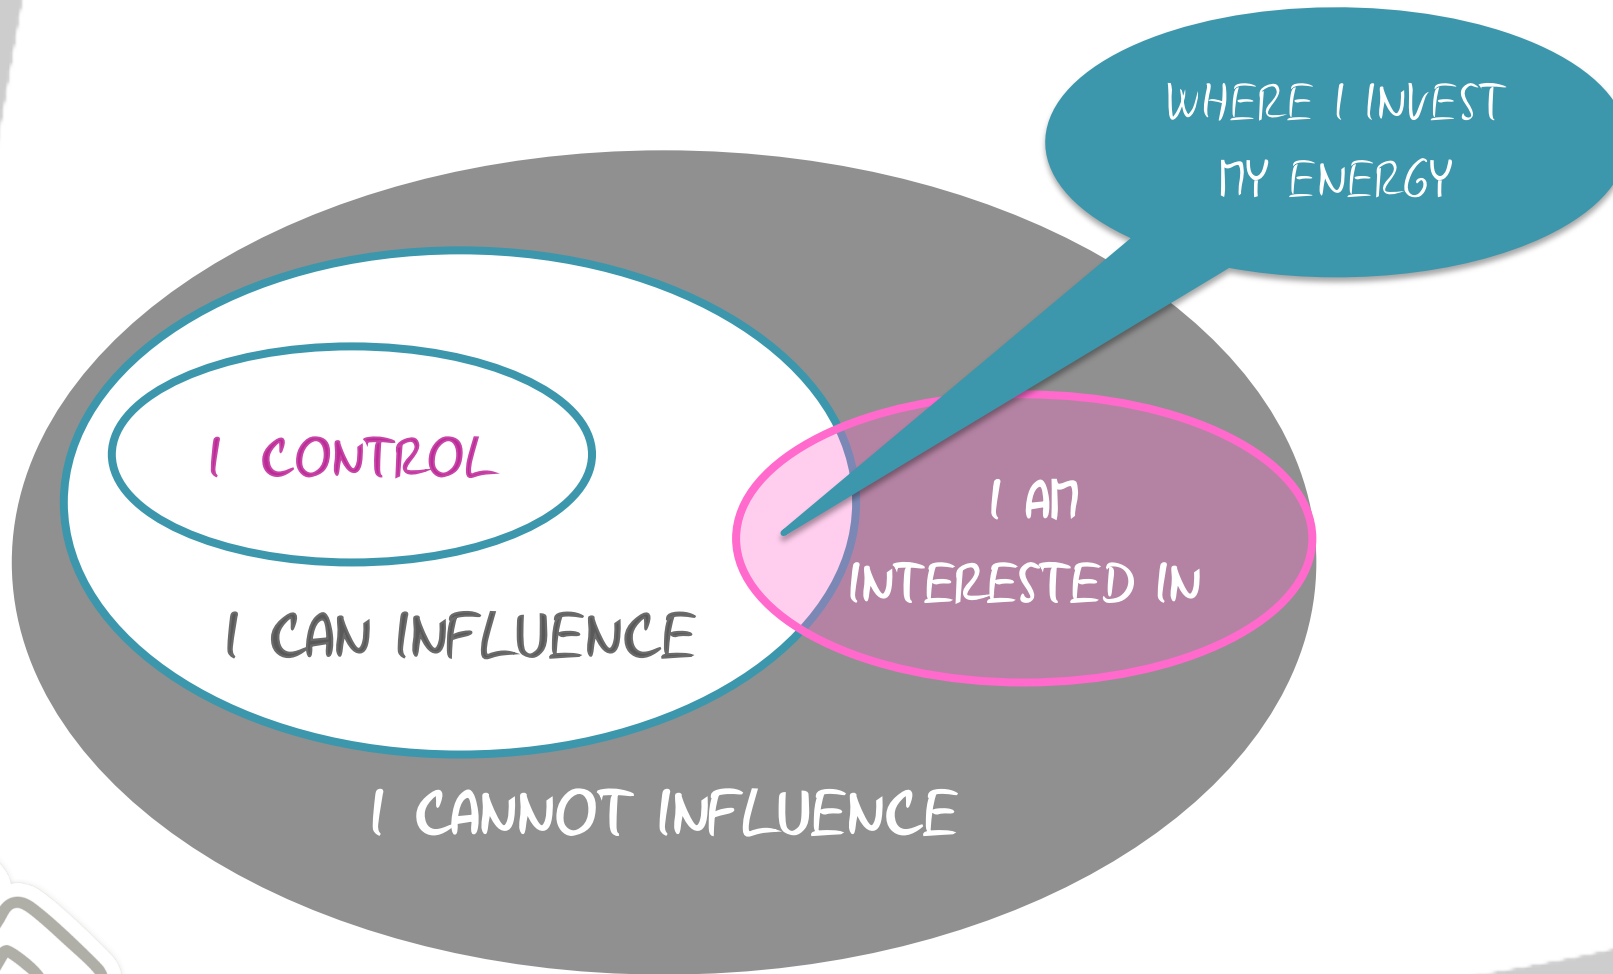 WHERE I INVEST
MY ENERGY
I CONTROL
I AM
INTERESTED IN
I CAN INFLUENCE
I CANNOT INFLUENCE